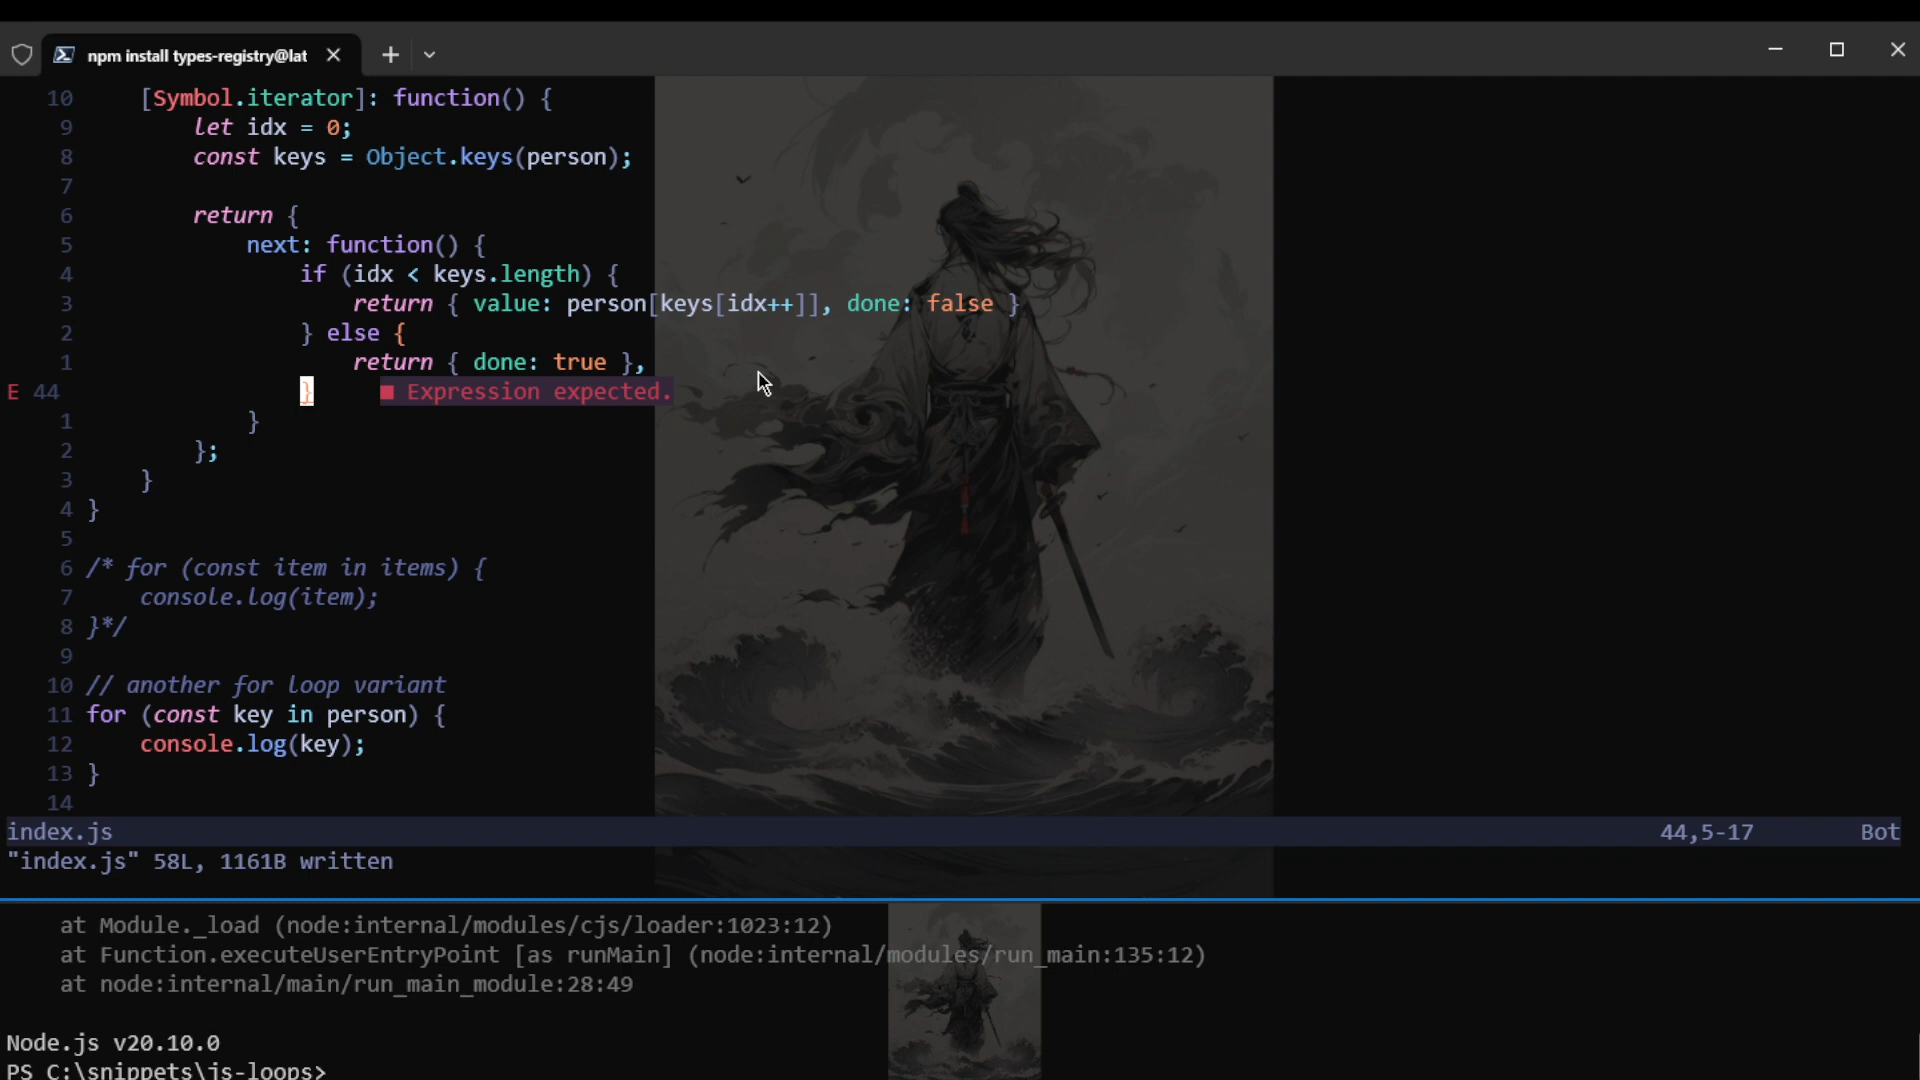 npm install types-registry@lat
10     [Symbol.iterator]: function() {
9         let idx = 0;
8         const keys = Object.keys(person);
7
6         return {
5             next: function() {
4                 if (idx < keys.length) {
3                     return { value: person[keys[idx++]], done: false }
2                 } else {
1                     return { done: true },
E 44                 }     ■ Expression expected.
1             }
2         };
3     }
4 }
5
6 /* for (const item in items) {
7     console.log(item);
8 }*/
9
10 // another for loop variant
11 for (const key in person) {
12     console.log(key);
13 }
14
index.js 44,5-17 Bot
"index.js" 58L, 1161B written
    at Module._load (node:internal/modules/cjs/loader:1023:12)
    at Function.executeUserEntryPoint [as runMain] (node:internal/modules/run_main:135:12)
    at node:internal/main/run_main_module:28:49
Node.js v20.10.0
PS C:\snippets\js-loops>